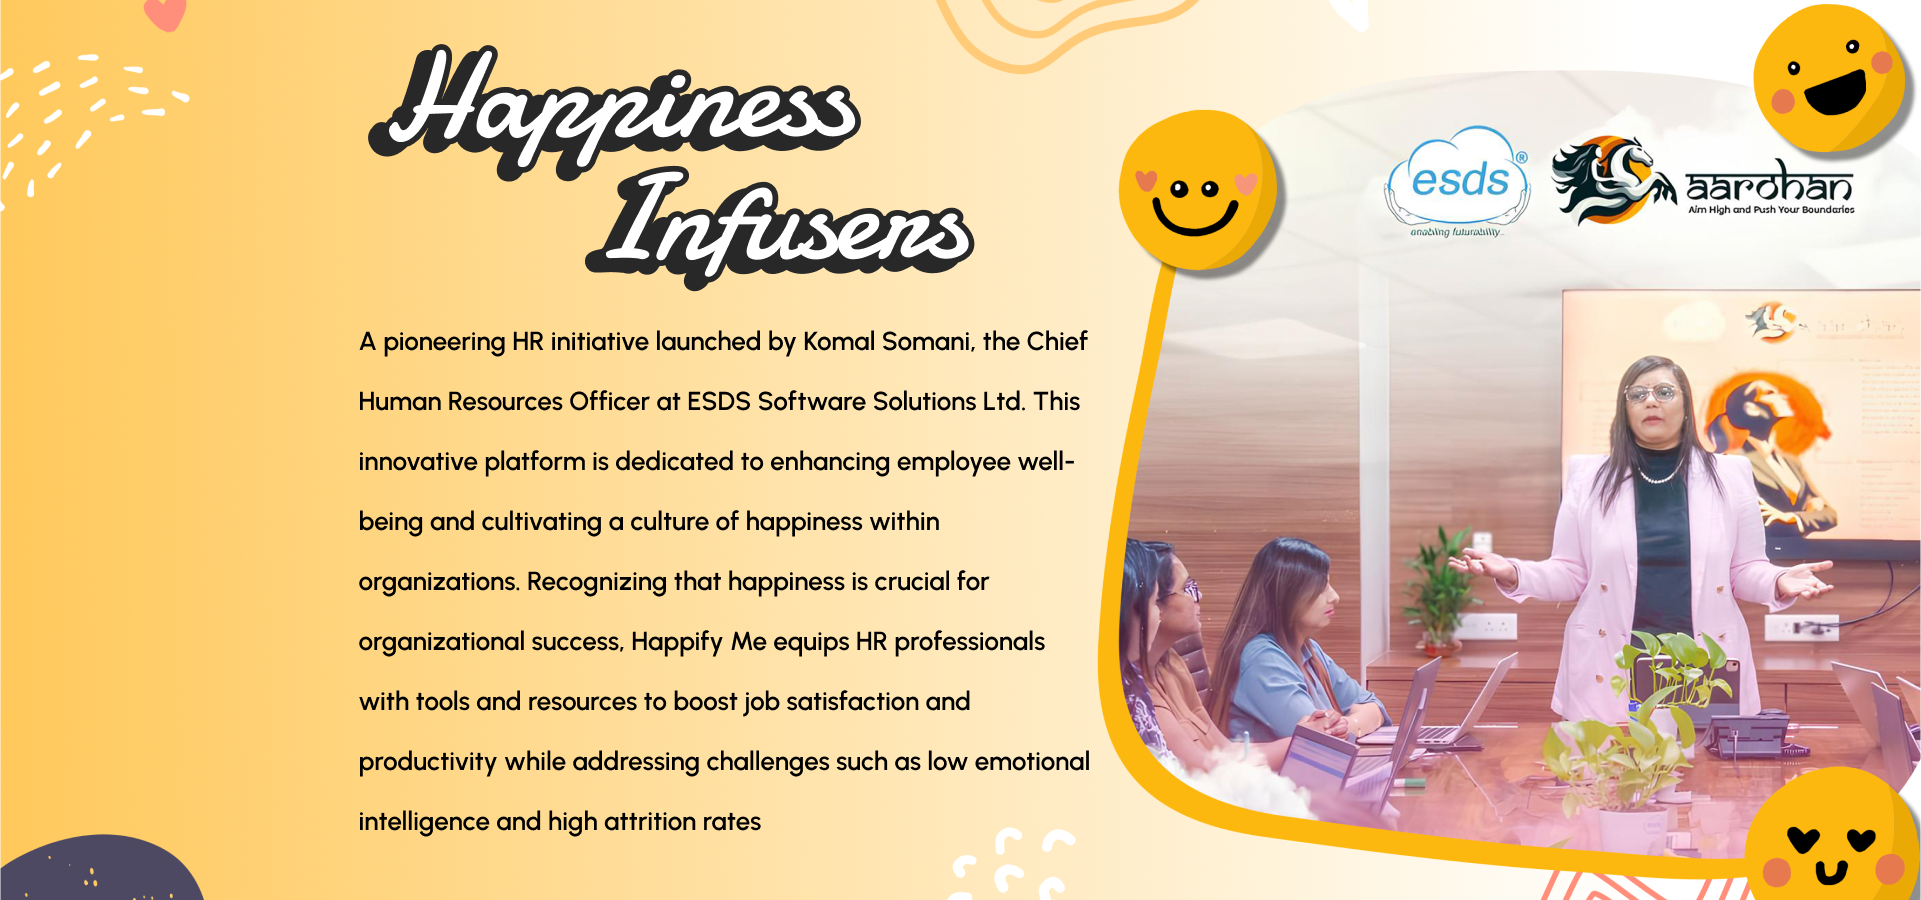 Happiness
Infusers
A pioneering HR initiative launched by Komal Somani, the Chief
Human Resources Officer at ESDS Software Solutions Ltd. This
innovative platform is dedicated to enhancing employee well-
being and cultivating a culture of happiness within
organizations. Recognizing that happiness is crucial for
organizational success, Happify Me equips HR professionals
with tools and resources to boost job satisfaction and
productivity while addressing challenges such as low emotional
intelligence and high attrition rates
esds®
enabling futurability..
aarohan
Aim High and Push Your Boundaries